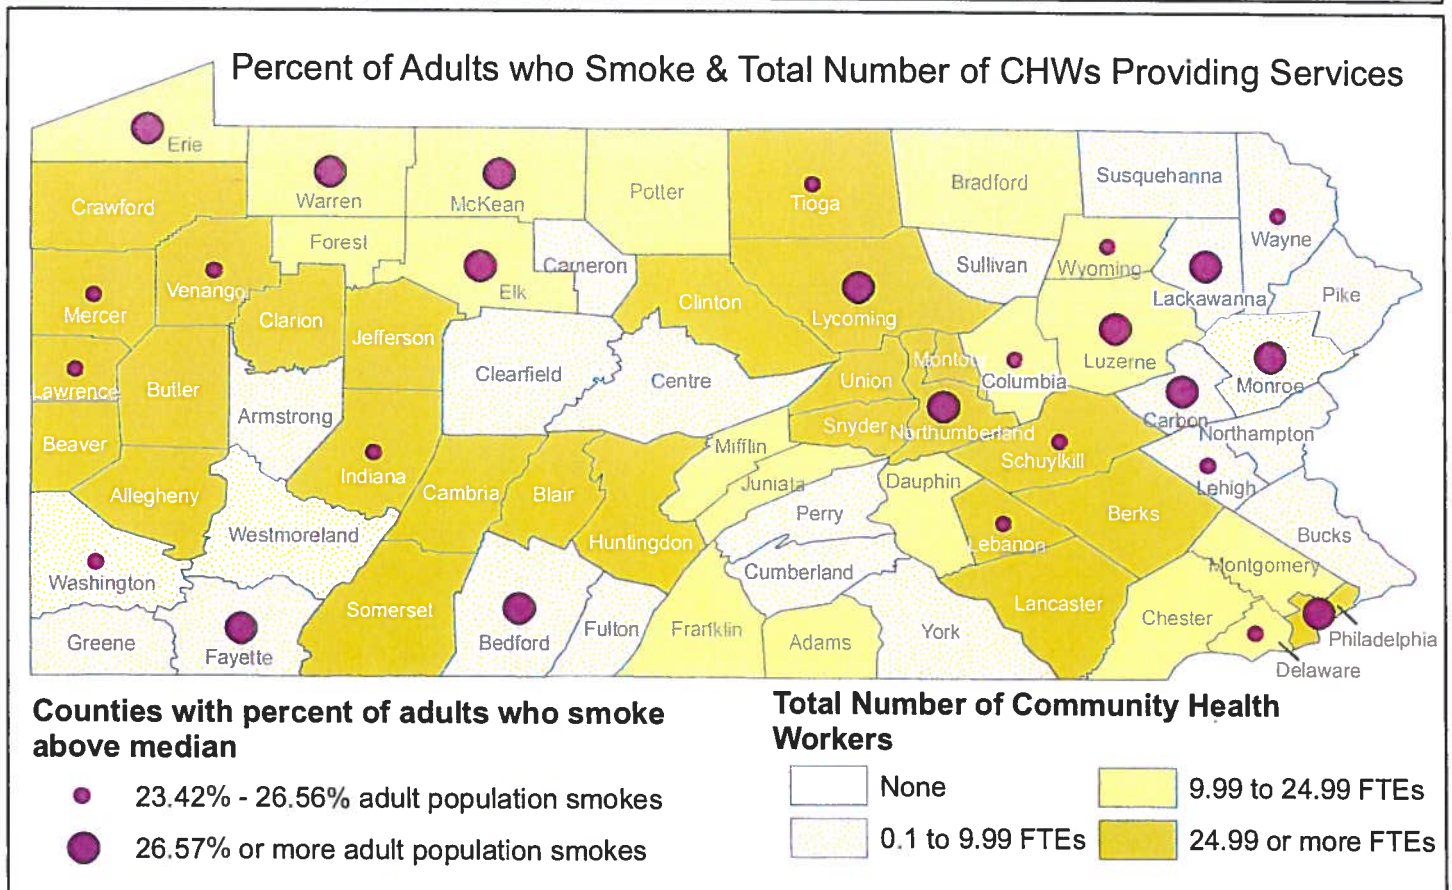 Percent of Adults who Smoke & Total Number of CHWs Providing Services
Erie
Warren
McKean
Potter
Tioga
Bradford
Susquehanna
Wayne
Crawford
Forest
Elk
Cameron
Sullivan
Wyoming
Lackawanna
Pike
Mercer
Venango
Clarion
Jefferson
Clinton
Lycoming
Luzerne
Monroe
Lawrence
Butler
Armstrong
Clearfield
Centre
Union
Montour
Columbia
Carbon
Northampton
Beaver
Allegheny
Indiana
Cambria
Blair
Huntingdon
Mifflin
Juniata
Snyder
Northumberland
Schuylkill
Lehigh
Dauphin
Perry
Lebanon
Berks
Bucks
Westmoreland
Washington
Cumberland
Montgomery
Greene
Fayette
Somerset
Bedford
Fulton
Franklin
Adams
York
Lancaster
Chester
Philadelphia
Delaware
Counties with percent of adults who smoke
above median
23.42% - 26.56% adult population smokes
26.57% or more adult population smokes
Total Number of Community Health
Workers
None
0.1 to 9.99 FTEs
9.99 to 24.99 FTEs
24.99 or more FTEs